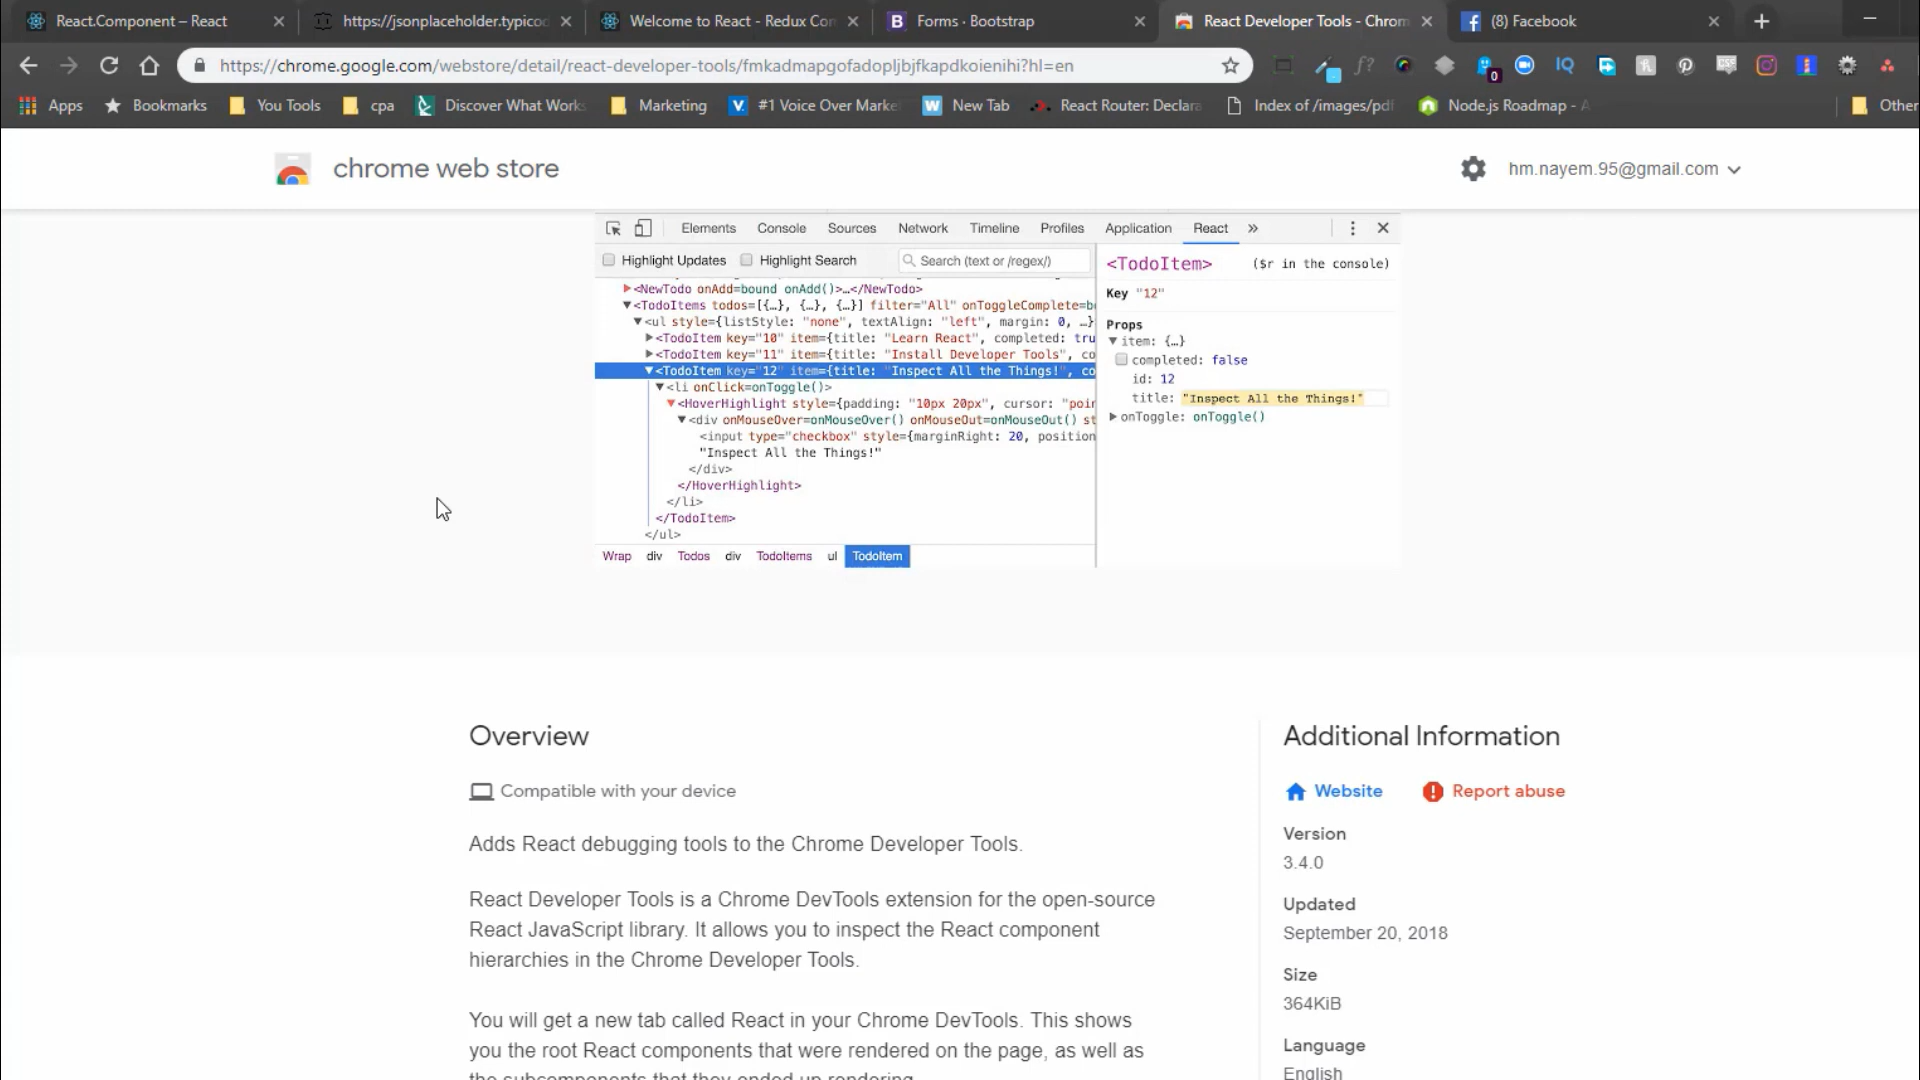 React.Component – React
https://jsonplaceholder.typico
Welcome to React - Redux Con
Forms · Bootstrap
React Developer Tools - Chrom
(8) Facebook
https://chrome.google.com/webstore/detail/react-developer-tools/fmkadmapgofadopljbjfkapdkoienihi?hl=en
f?
0
IQ
Apps
Bookmarks
You Tools
cpa
Discover What Works
Marketing
#1 Voice Over Marke
New Tab
React Router: Declara
Index of /images/pdf
Node.js Roadmap - A
Other
chrome web store
hm.nayem.95@gmail.com
Elements Console Sources Network Timeline Profiles Application React »
Highlight Updates Highlight Search Search (text or /regex/)
<NewTodo onAdd=bound onAdd()>…</NewTodo>
<TodoItems todos=[{…}, {…}, {…}] filter="All" onToggleComplete=bo
<ul style={listStyle: "none", textAlign: "left", margin: 0, …}
<TodoItem key="10" item={title: "Learn React", completed: tru
<TodoItem key="11" item={title: "Install Developer Tools", co
<TodoItem key="12" item={title: "Inspect All the Things!", co
<li onClick=onToggle()>
<HoverHighlight style={padding: "10px 20px", cursor: "poin
<div onMouseOver=onMouseOver() onMouseOut=onMouseOut() st
<input type="checkbox" style={marginRight: 20, position
"Inspect All the Things!"
</div>
</HoverHighlight>
</li>
</TodoItem>
</ul>
Wrap div Todos div TodoItems ul TodoItem
<TodoItem> ($r in the console)
Key "12"
Props
item: {…}
completed: false
id: 12
title: "Inspect All the Things!"
onToggle: onToggle()
Overview
Compatible with your device
Adds React debugging tools to the Chrome Developer Tools.
React Developer Tools is a Chrome DevTools extension for the open-source
React JavaScript library. It allows you to inspect the React component
hierarchies in the Chrome Developer Tools.
You will get a new tab called React in your Chrome DevTools. This shows
you the root React components that were rendered on the page, as well as
the subcomponents that they ended up rendering.
Additional Information
Website
Report abuse
Version
3.4.0
Updated
September 20, 2018
Size
364KiB
Language
English